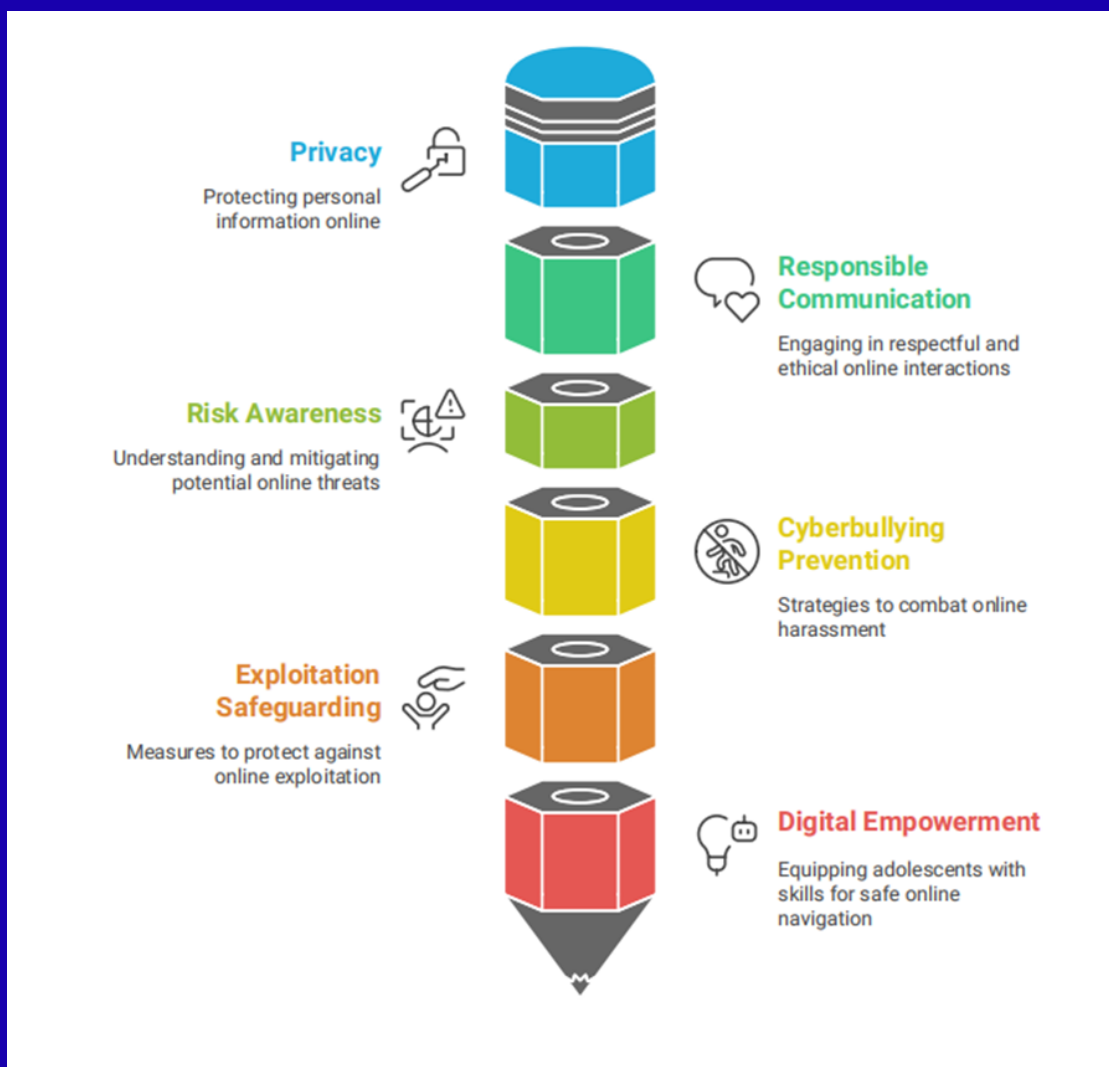 Privacy
Protecting personal
information online
Responsible
Communication
Engaging in respectful and
ethical online interactions
Risk Awareness
Understanding and mitigating
potential online threats
Cyberbullying
Prevention
Strategies to combat online
harassment
Exploitation
Safeguarding
Measures to protect against
online exploitation
Digital Empowerment
Equipping adolescents with
skills for safe online
navigation